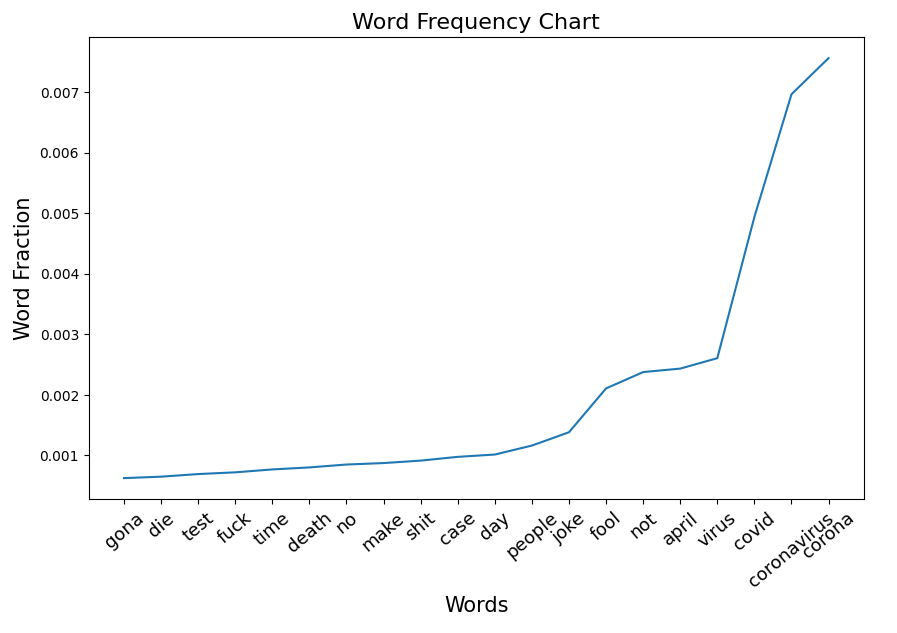 Word Frequency Chart
Word Fraction
0.007
0.006
0.005
0.004
0.003
0.002
0.001
gona
die
test
fuck
time
death
no
make
shit
case
day
people
joke
fool
not
april
virus
covid
coronavirus
corona
Words